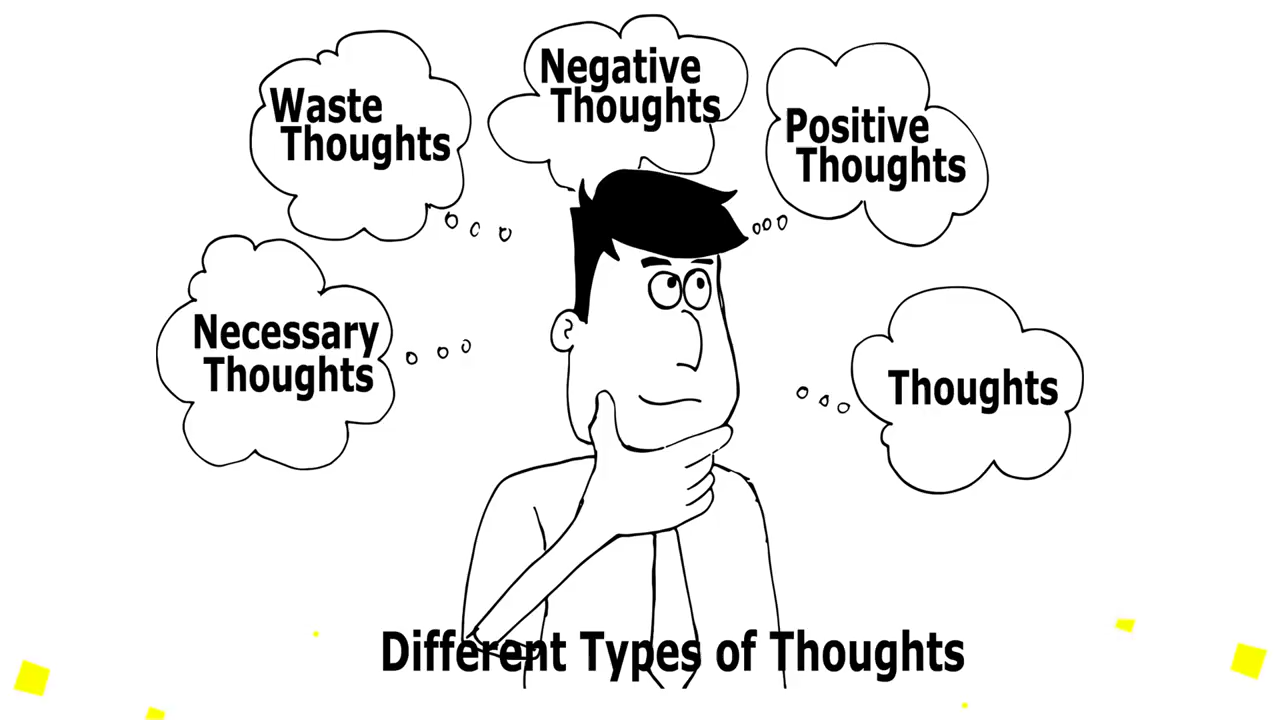 Negative
Thoughts
Waste
Thoughts
Positive
Thoughts
Necessary
Thoughts
Thoughts
Different Types of Thoughts